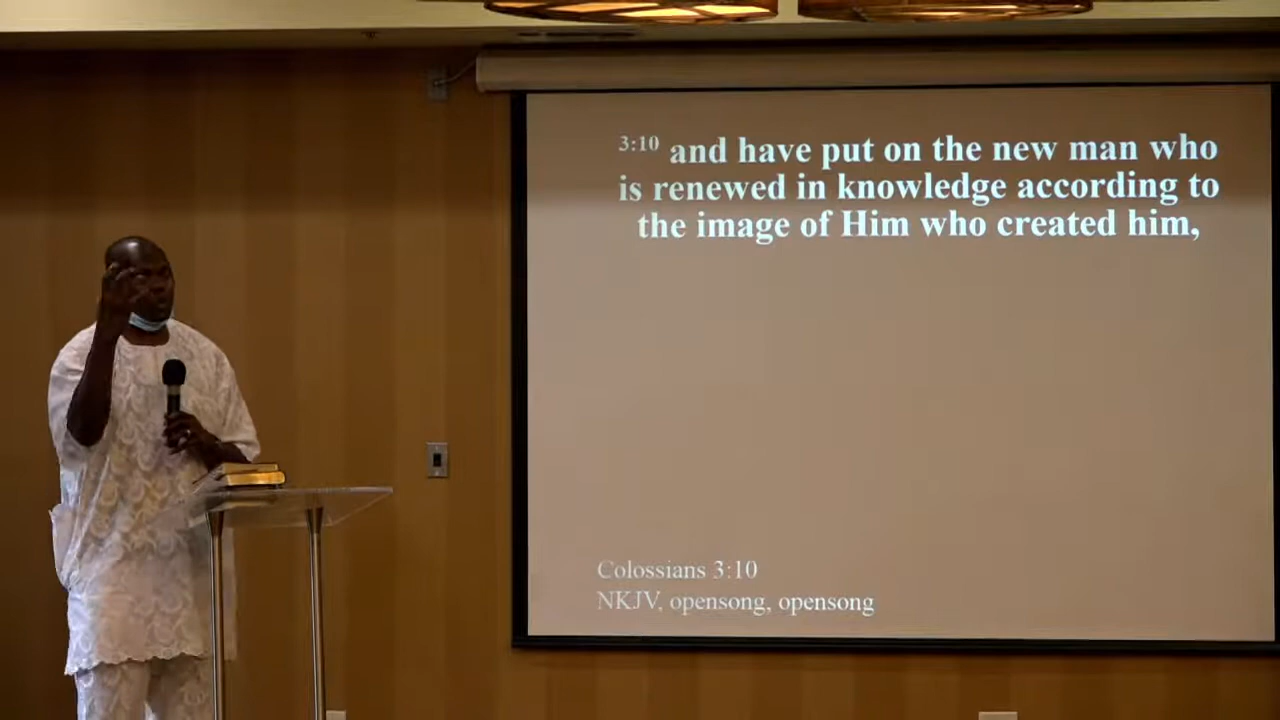 3:10 and have put on the new man who
is renewed in knowledge according to
the image of Him who created him,
Colossians 3:10
NKJV, opensong, opensong